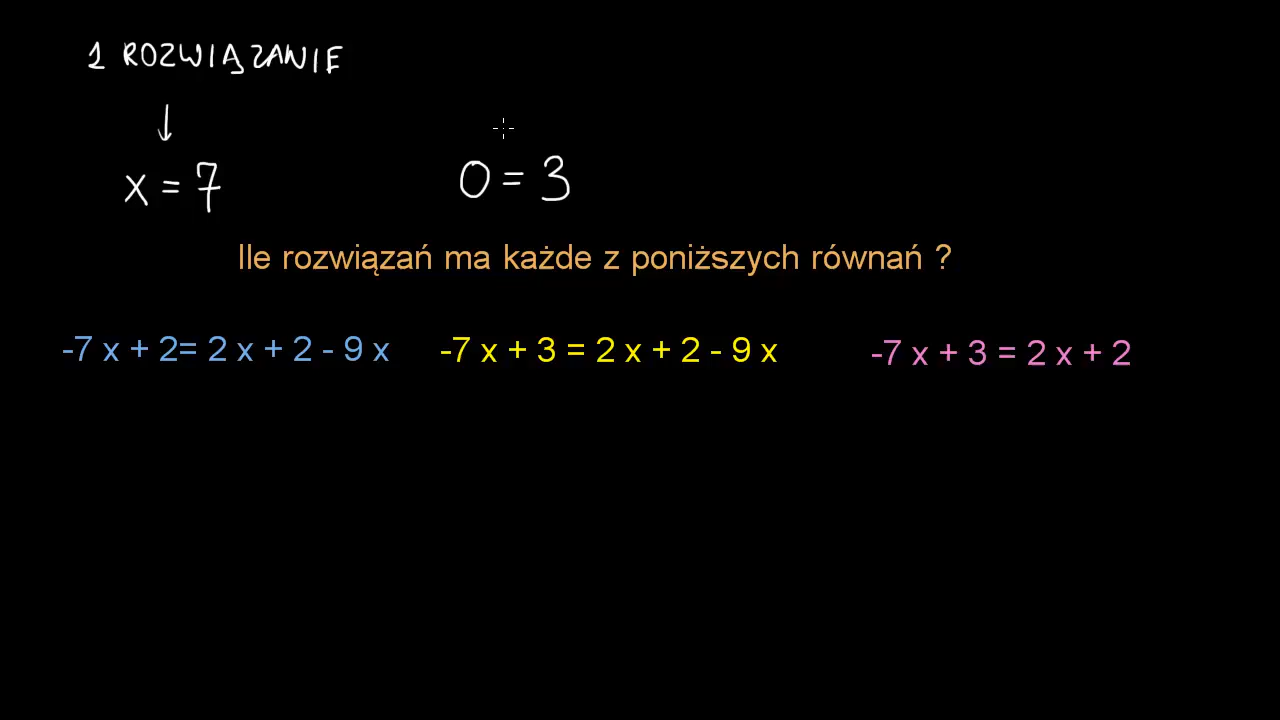 1 ROZWIĄZANIE
↓
x = 7
0 = 3
Ile rozwiązań ma każde z poniższych równań ?
-7 x + 2= 2 x + 2 - 9 x
-7 x + 3 = 2 x + 2 - 9 x
-7 x + 3 = 2 x + 2